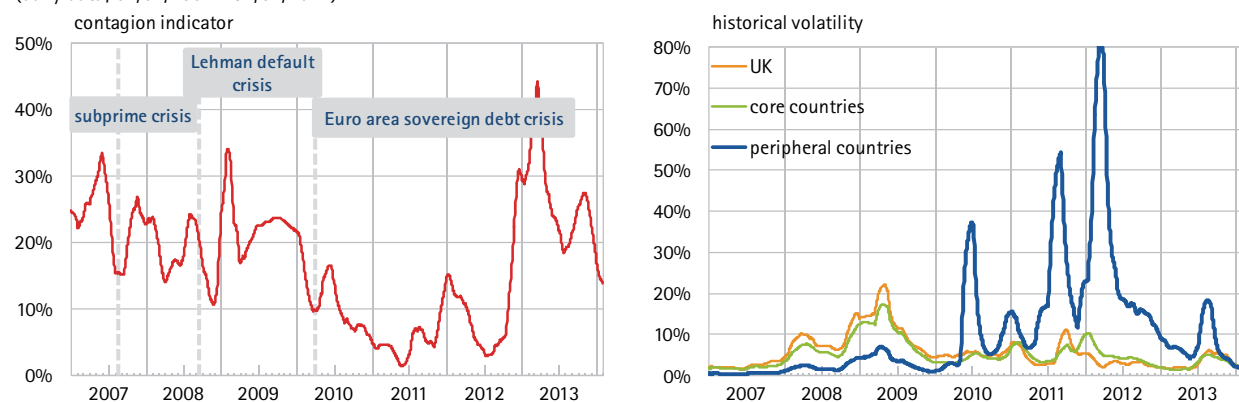 contagion indicator
50%
40%
30%
20%
10%
0%
Lehman default
crisis
subprime crisis
Euro area sovereign debt crisis
2007 2008 2009 2010 2011 2012 2013
historical volatility
80%
70%
60%
50%
40%
30%
20%
10%
0%
UK
core countries
peripheral countries
2007 2008 2009 2010 2011 2012 2013